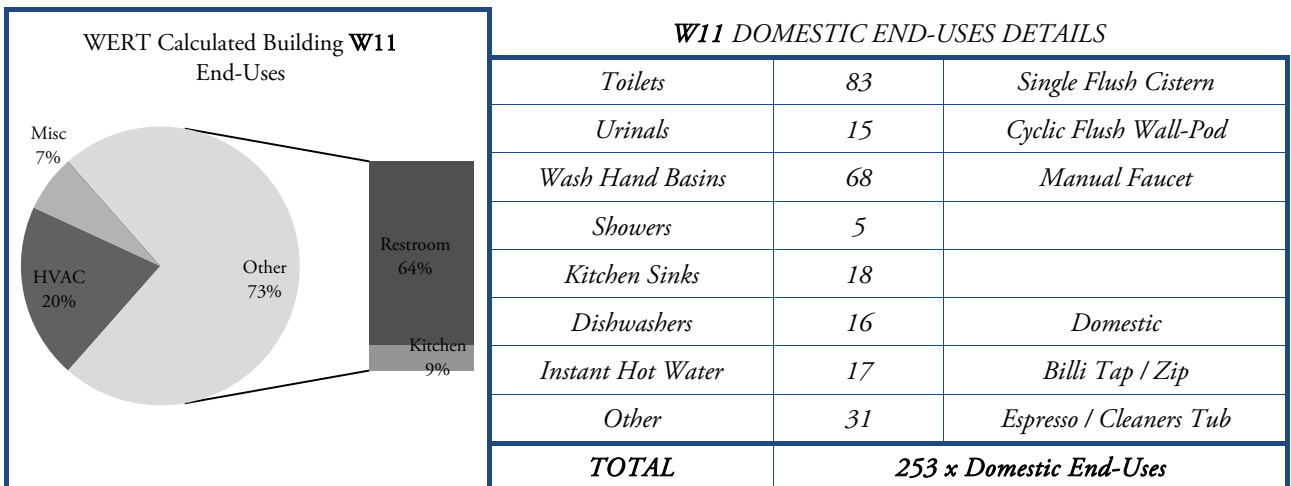 WERT Calculated Building W11
End-Uses
Misc
7%
HVAC
20%
Other
73%
Restroom
64%
Kitchen
9%
W11 DOMESTIC END-USES DETAILS
Toilets 83 Single Flush Cistern
Urinals 15 Cyclic Flush Wall-Pod
Wash Hand Basins 68 Manual Faucet
Showers 5
Kitchen Sinks 18
Dishwashers 16 Domestic
Instant Hot Water 17 Billi Tap / Zip
Other 31 Espresso / Cleaners Tub
TOTAL 253 x Domestic End-Uses